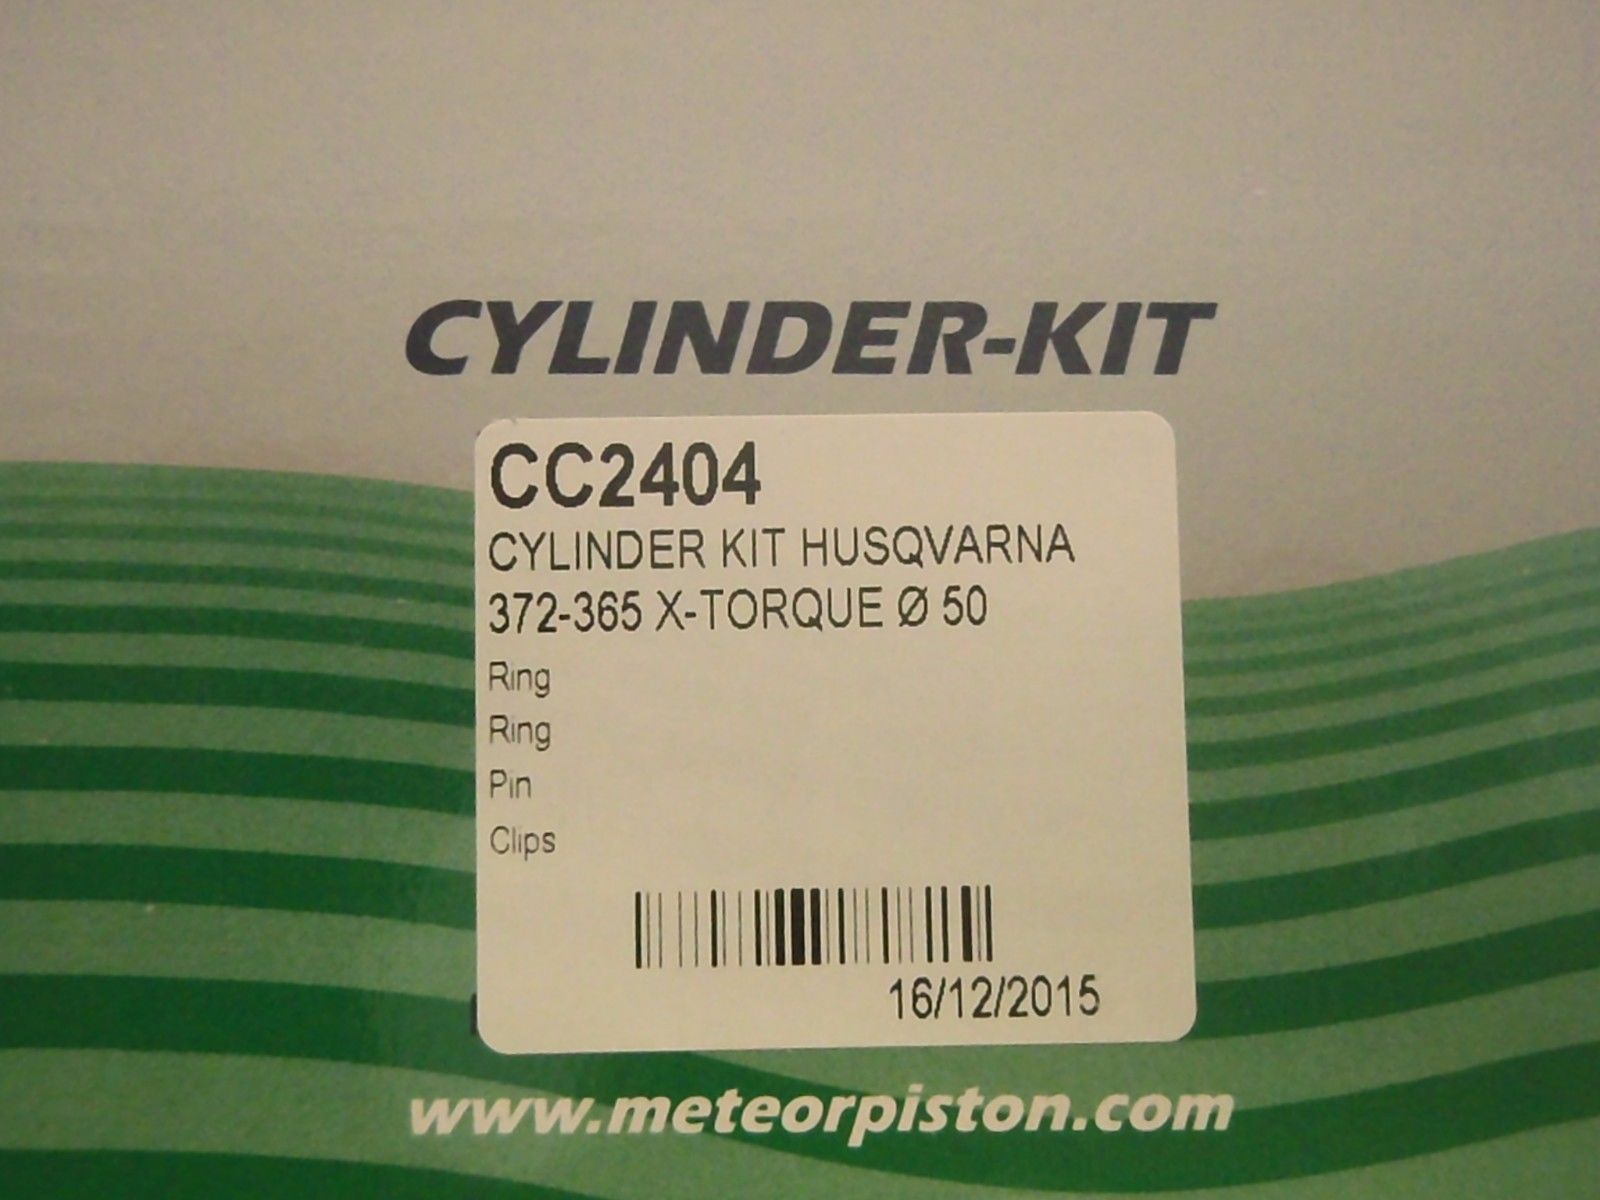 CYLINDER-KIT
CC2404
CYLINDER KIT HUSQVARNA
372-365 X-TORQUE Ø 50
Ring
Ring
Pin
Clips
16/12/2015
www.meteorpiston.com